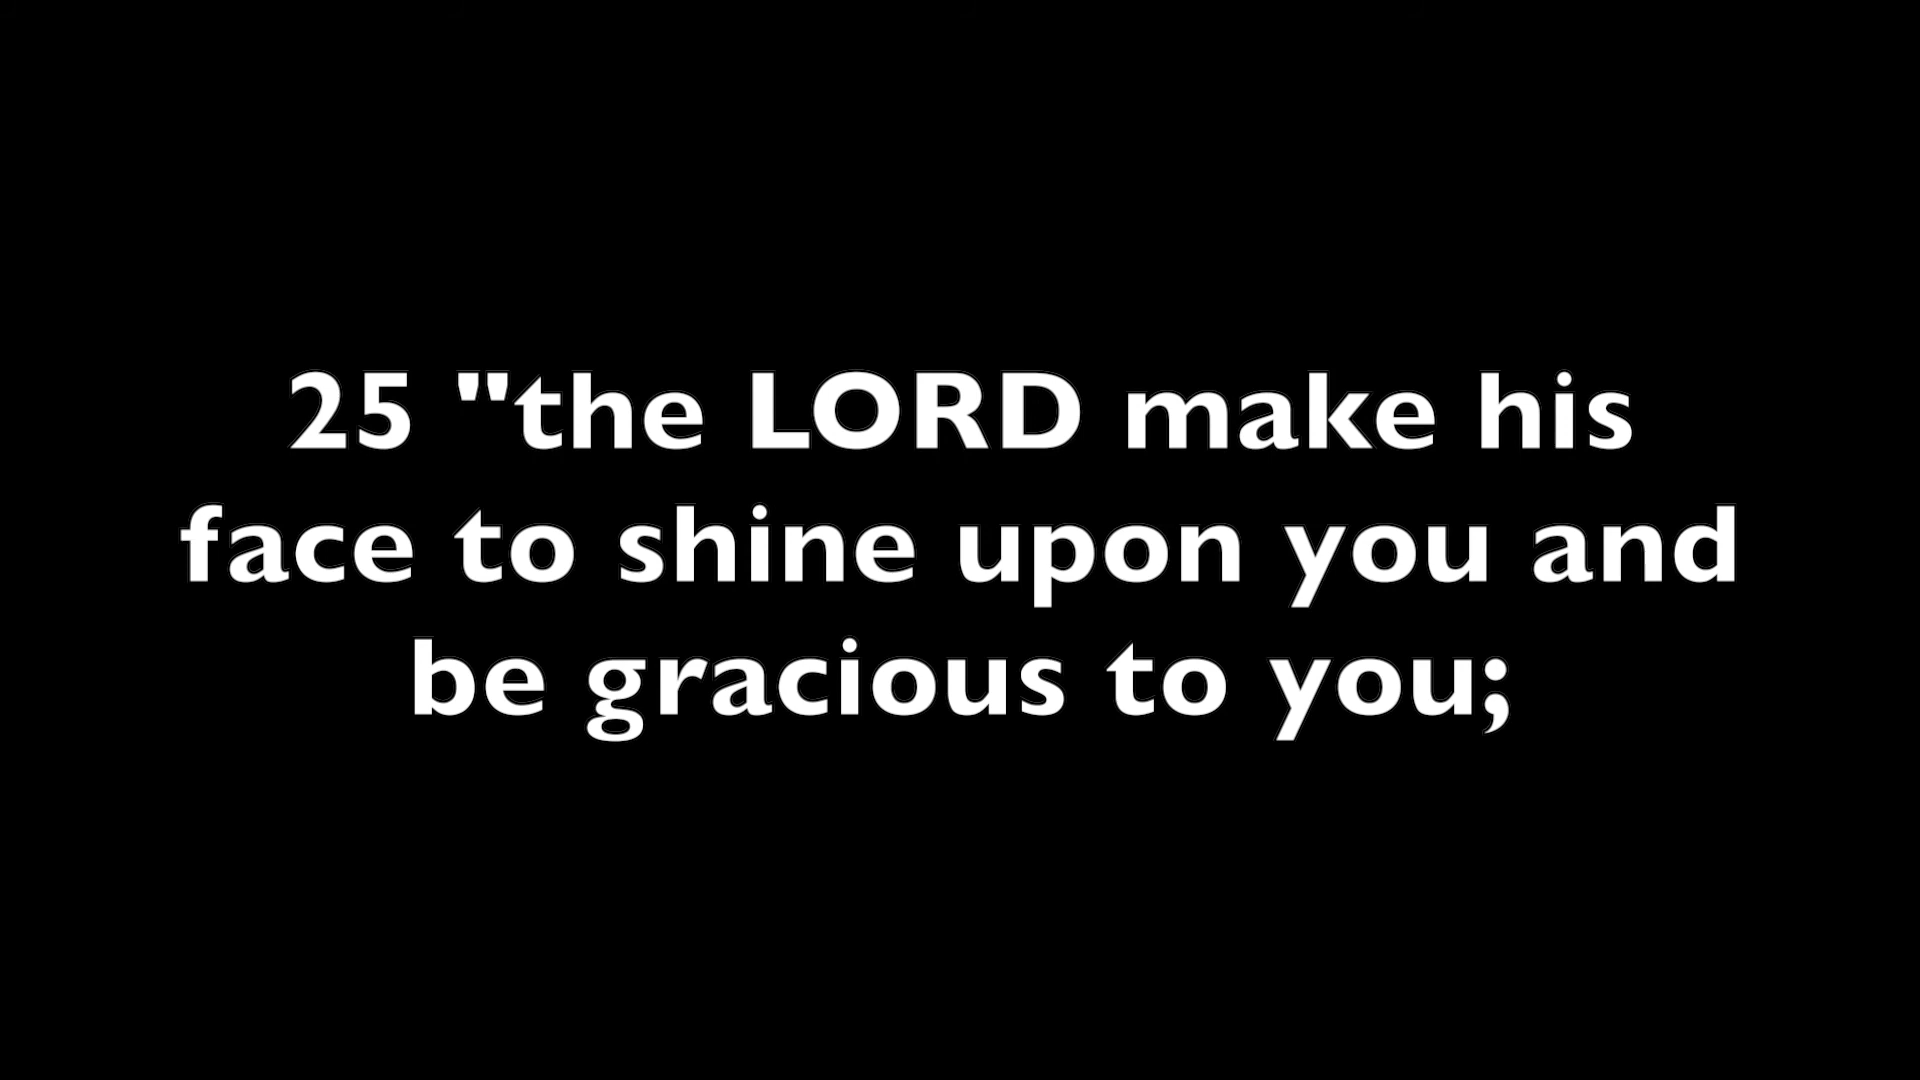 25 "the LORD make his
face to shine upon you and
be gracious to you;